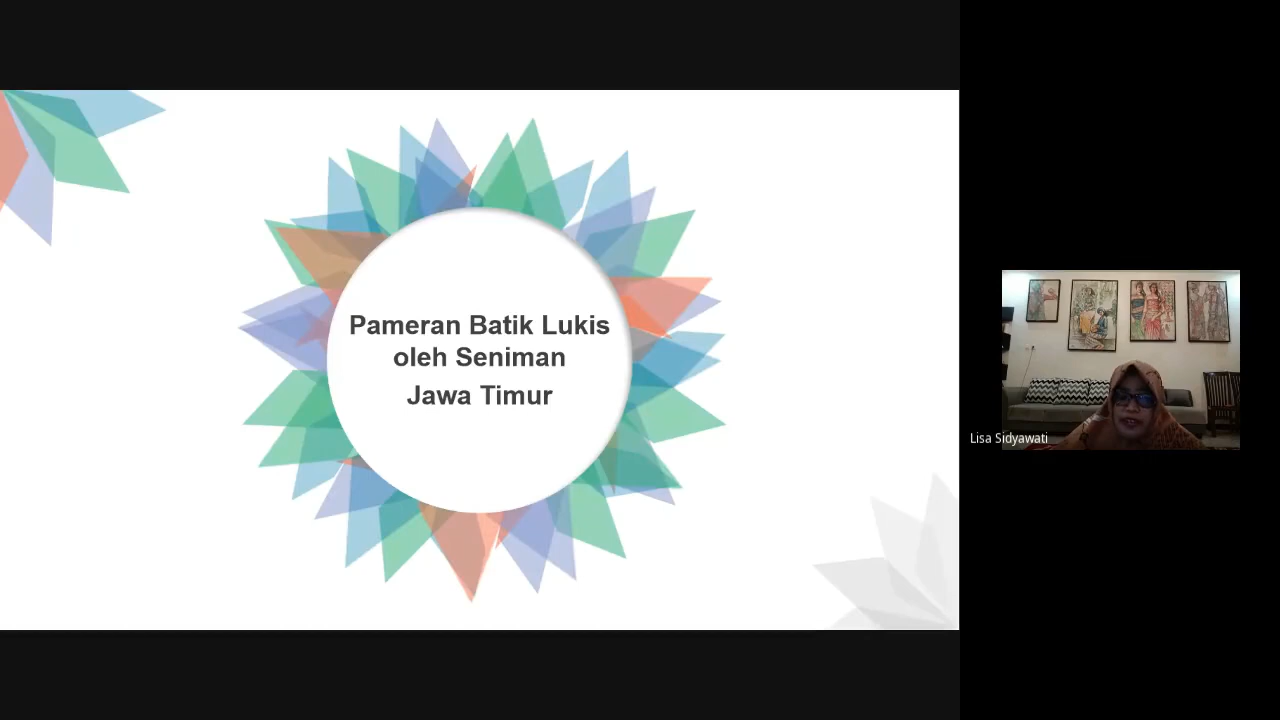 Pameran Batik Lukis
oleh Seniman
Jawa Timur
Lisa Sidyawati